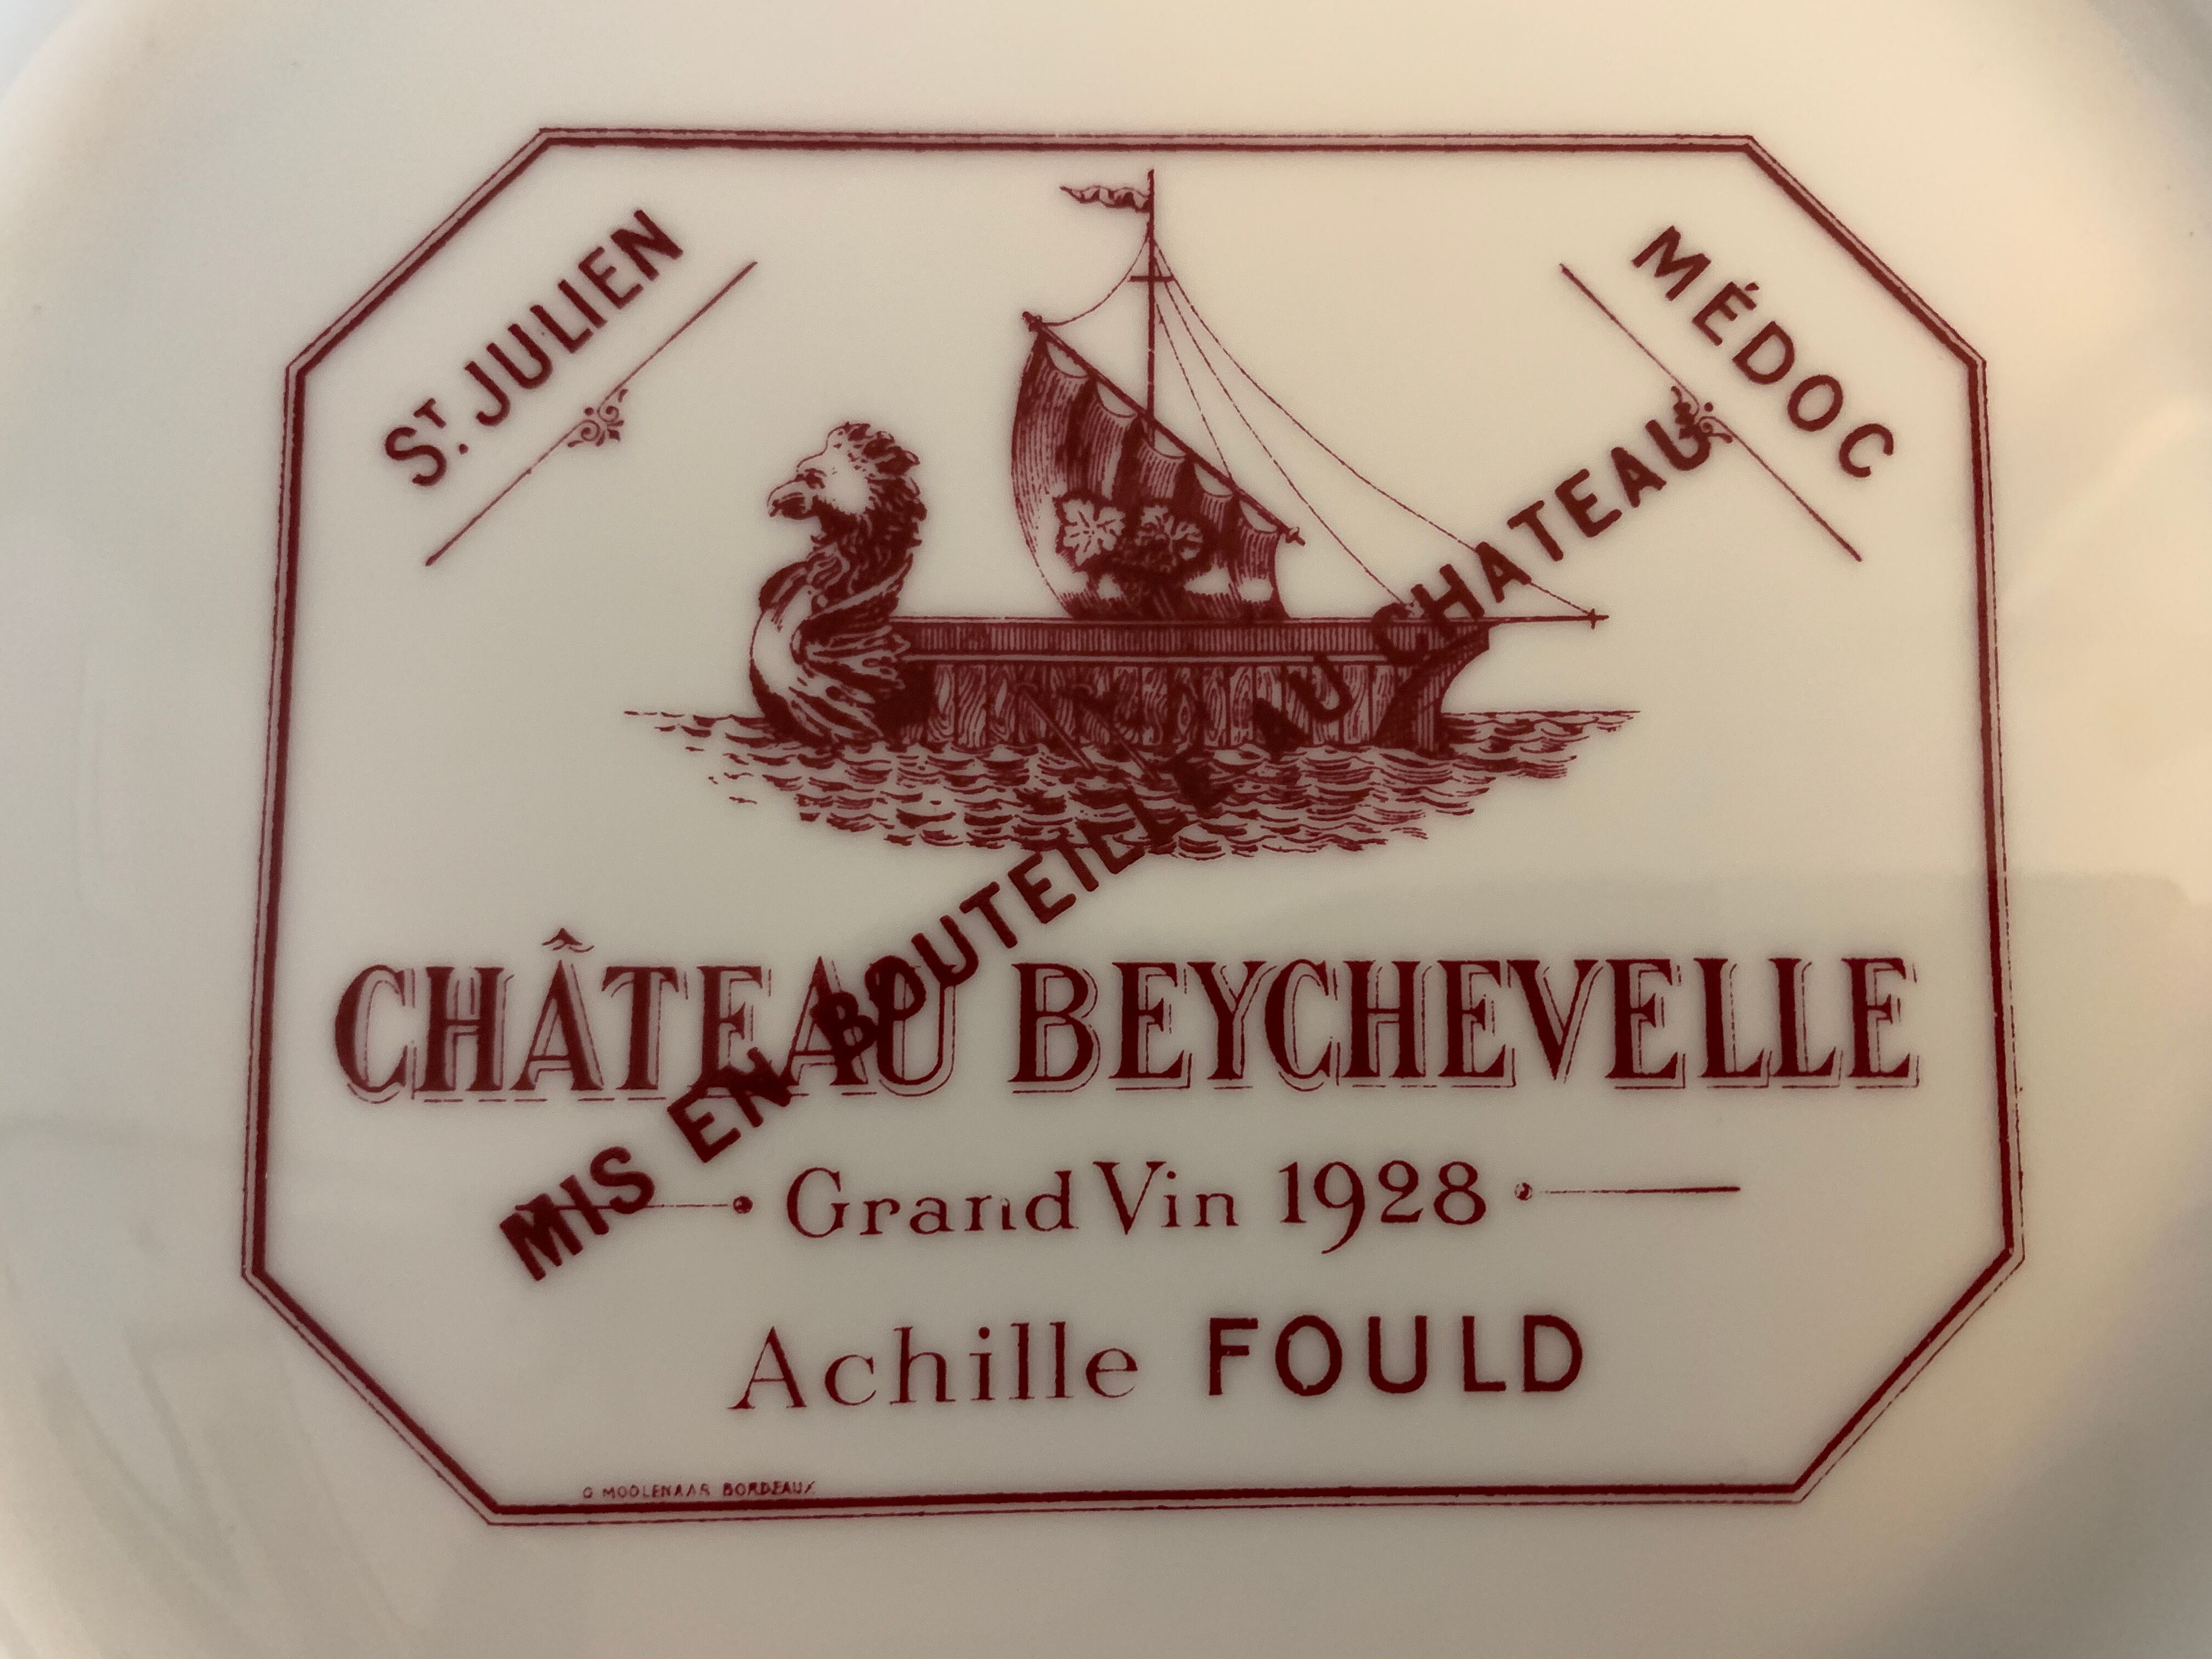 ST. JULIEN
MÉDOC
MIS EN BOUTEILLE AU CHATEAU
CHÂTEAU BEYCHEVELLE
Grand Vin 1928
Achille FOULD
G MOOLENAAR BORDEAUX